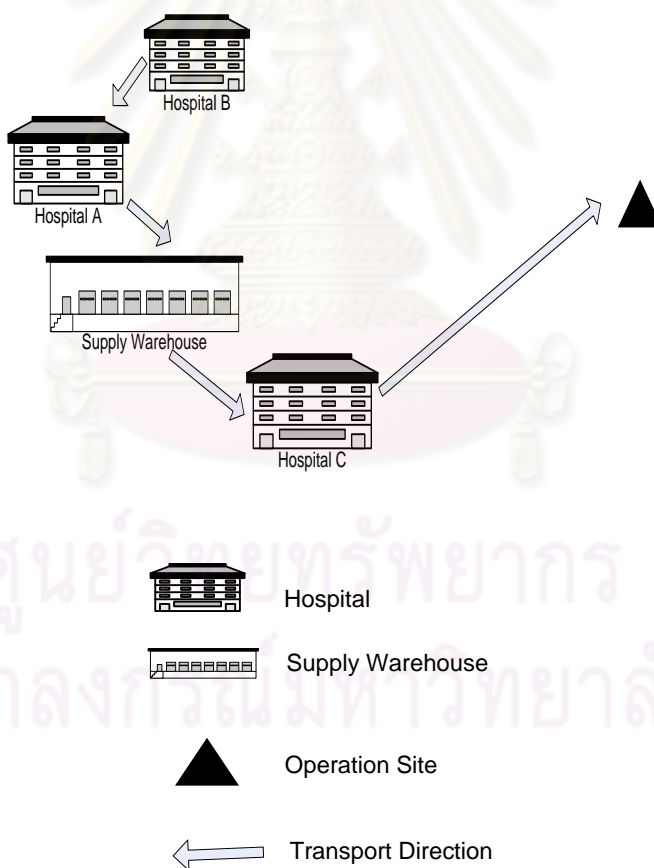 Hospital B
Hospital A
Supply Warehouse
Hospital C
ศูนย์วิทยทรัพยากร
Hospital
Supply Warehouse
Operation Site
Transport Direction